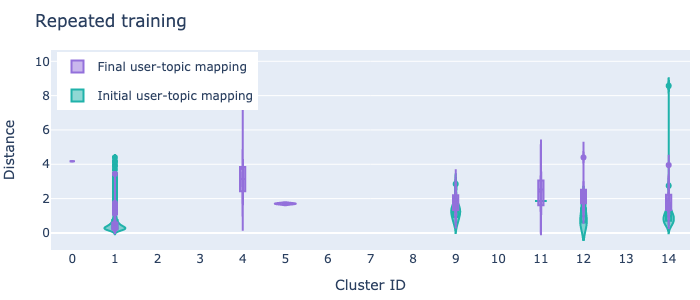 Repeated training
Final user-topic mapping
Initial user-topic mapping
Distance
10
8
6
4
2
0
0 1 2 3 4 5 6 7 8 9 10 11 12 13 14
Cluster ID